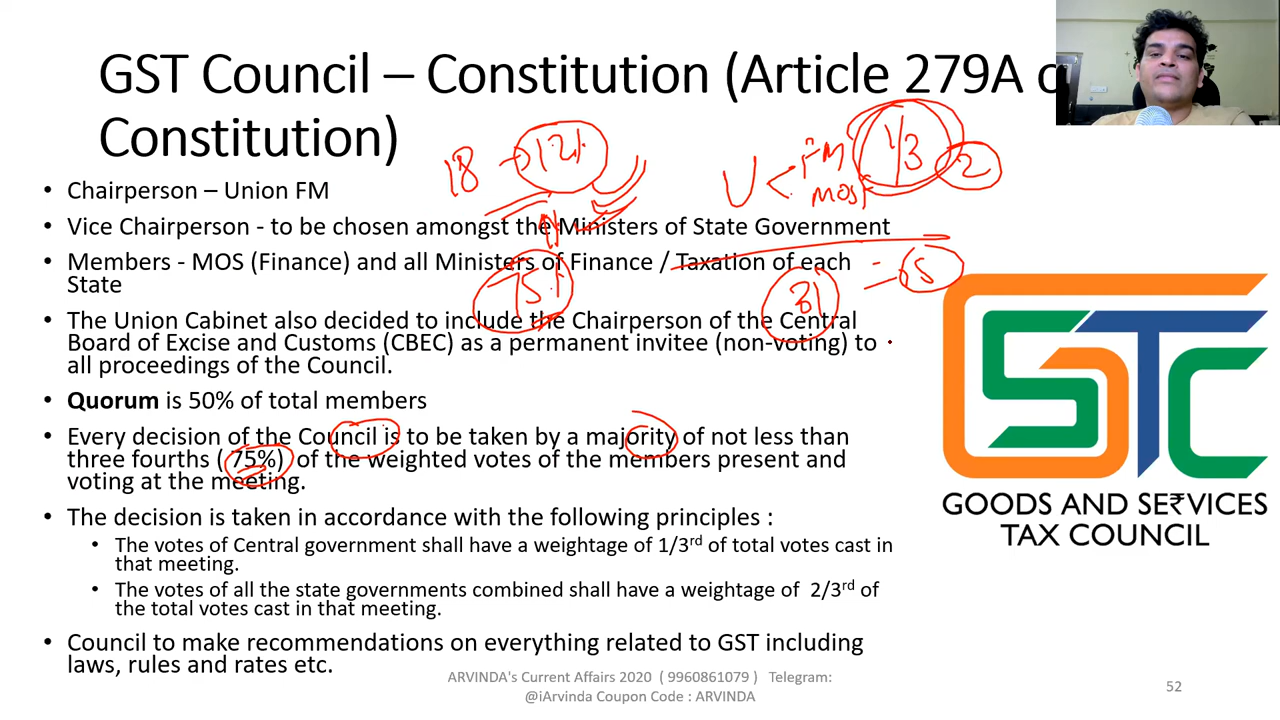 GST Council – Constitution (Article 279A o
Constitution)
18 → 12%
U < FM
MOS
1/3
2
75%
31
= 5
• Chairperson – Union FM
• Vice Chairperson - to be chosen amongst the Ministers of State Government
• Members - MOS (Finance) and all Ministers of Finance / Taxation of each
State
• The Union Cabinet also decided to include the Chairperson of the Central
Board of Excise and Customs (CBEC) as a permanent invitee (non-voting) to
all proceedings of the Council.
• Quorum is 50% of total members
• Every decision of the Council is to be taken by a majority of not less than
three fourths ( 75%) of the weighted votes of the members present and
voting at the meeting.
• The decision is taken in accordance with the following principles :
• The votes of Central government shall have a weightage of 1/3rd of total votes cast in
that meeting.
• The votes of all the state governments combined shall have a weightage of 2/3rd of
the total votes cast in that meeting.
• Council to make recommendations on everything related to GST including
laws, rules and rates etc.
GSTC
GOODS AND SE₹VICES
TAX COUNCIL
ARVINDA's Current Affairs 2020 ( 9960861079 ) Telegram:
@iArvinda Coupon Code : ARVINDA
52